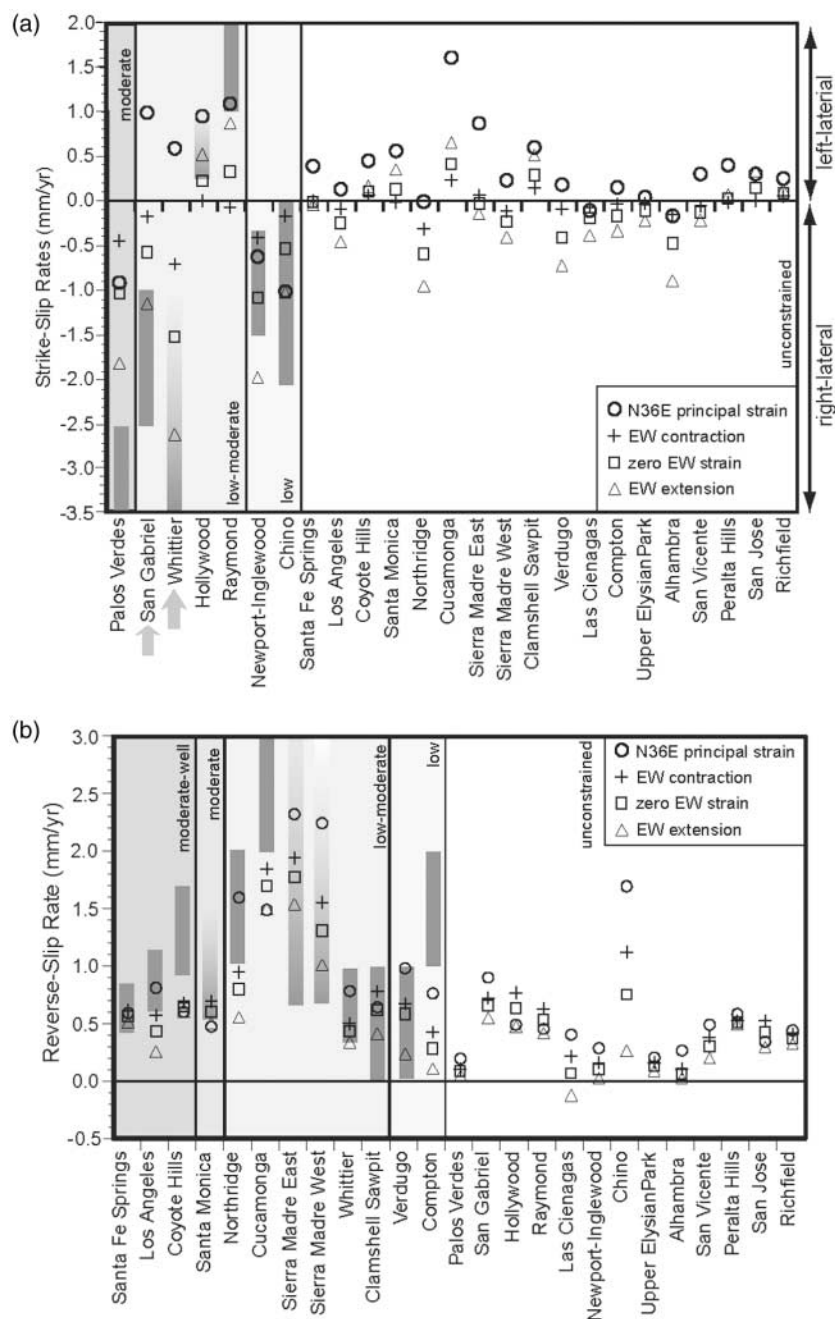 (a)
2.0
1.5
1.0
0.5
0.0
-0.5
-1.0
-1.5
-2.0
-2.5
-3.0
-3.5
Strike-Slip Rates (mm/yr)
moderate
low-moderate
low
unconstrained
left-laterial
right-lateral
N36E principal strain
EW contraction
zero EW strain
EW extension
Palos Verdes
San Gabriel
Whittier
Hollywood
Raymond
Newport-Inglewood
Chino
Santa Fe Springs
Los Angeles
Coyote Hills
Santa Monica
Northridge
Cucamonga
Sierra Madre East
Sierra Madre West
Clamshell Sawpit
Verdugo
Las Cienagas
Compton
Upper ElysianPark
Alhambra
San Vicente
Peralta Hills
San Jose
Richfield
(b)
3.0
2.5
2.0
1.5
1.0
0.5
0.0
-0.5
Reverse-Slip Rate (mm/yr)
moderate-well
moderate
low-moderate
low
unconstrained
N36E principal strain
EW contraction
zero EW strain
EW extension
Santa Fe Springs
Los Angeles
Coyote Hills
Santa Monica
Northridge
Cucamonga
Sierra Madre East
Sierra Madre West
Whittier
Clamshell Sawpit
Verdugo
Compton
Palos Verdes
San Gabriel
Hollywood
Raymond
Las Cienagas
Newport-Inglewood
Chino
Upper ElysianPark
Alhambra
San Vicente
Peralta Hills
San Jose
Richfield